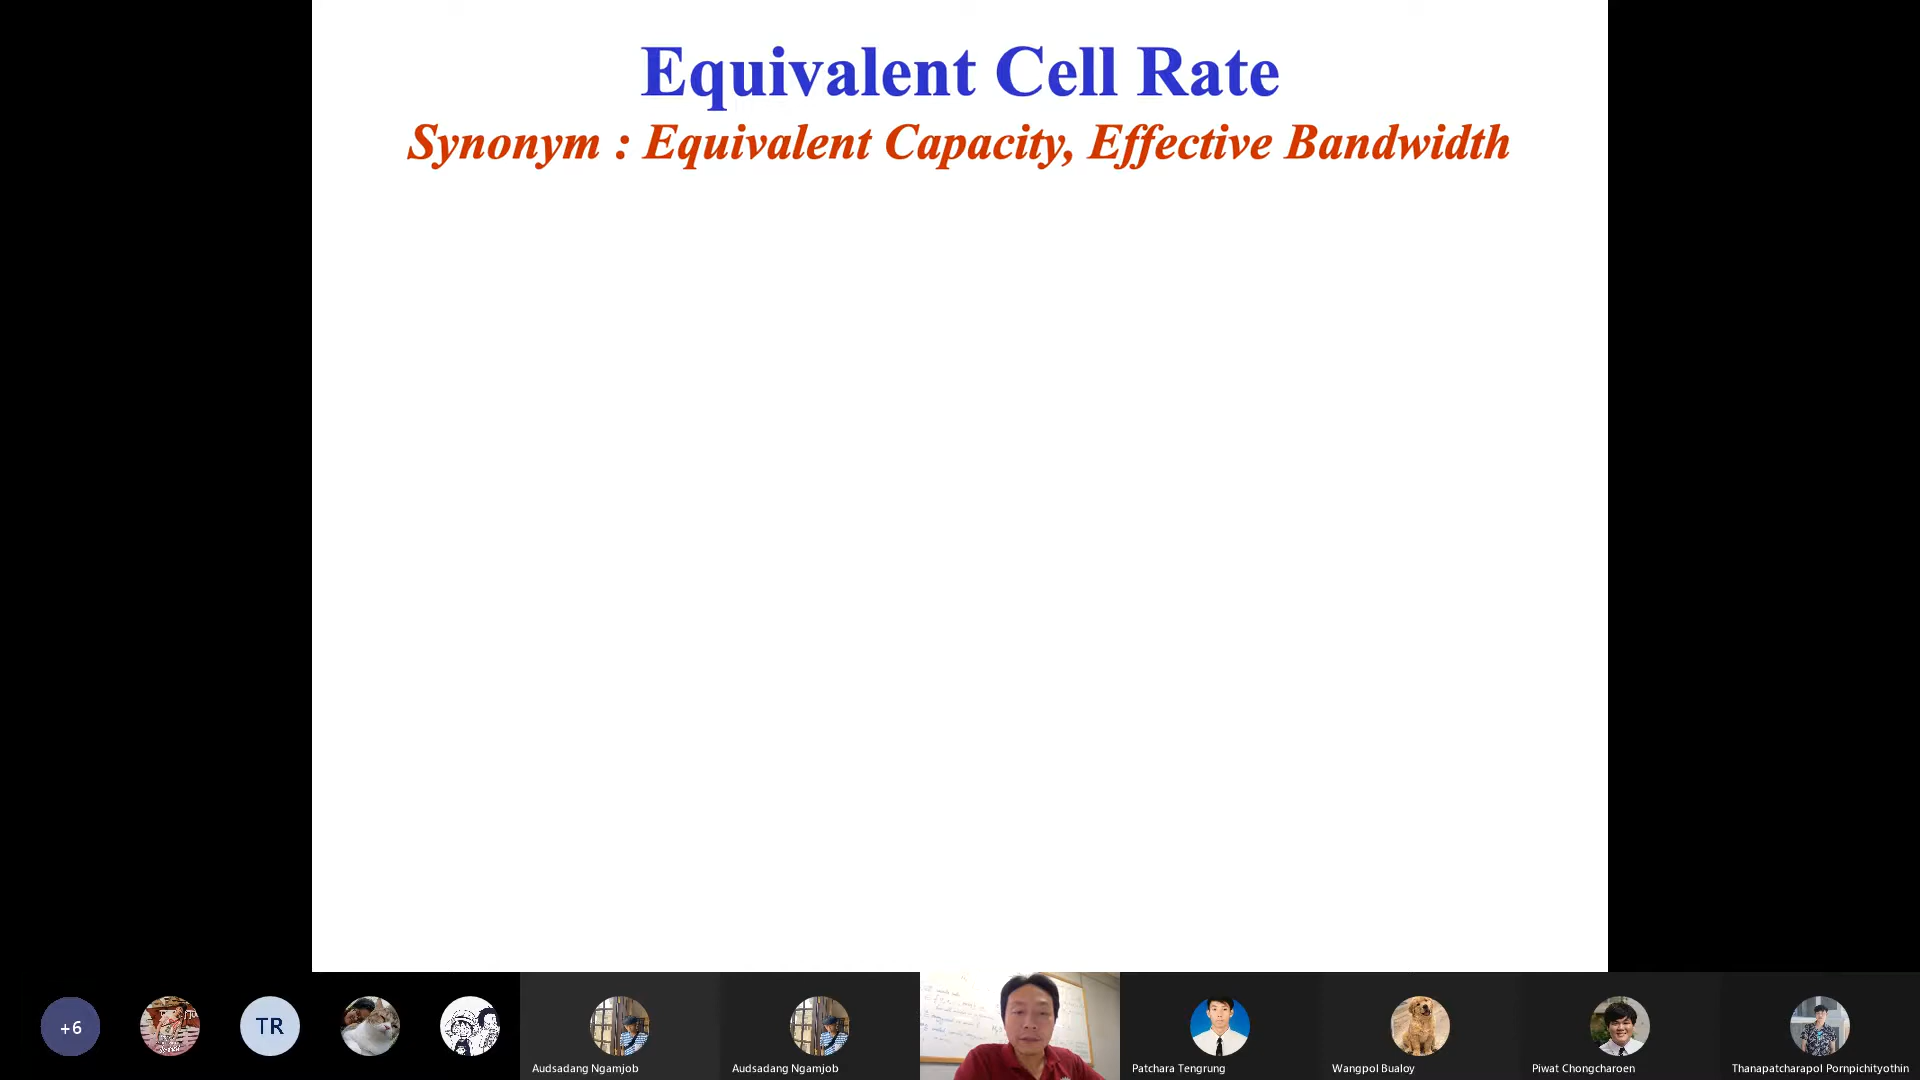 Equivalent Cell Rate
Synonym : Equivalent Capacity, Effective Bandwidth
+6
TR
Audsadang Ngamjob
Audsadang Ngamjob
Patchara Tengrung
Wangpol Bualoy
Piwat Chongcharoen
Thanapatcharapol Pornpichityothin